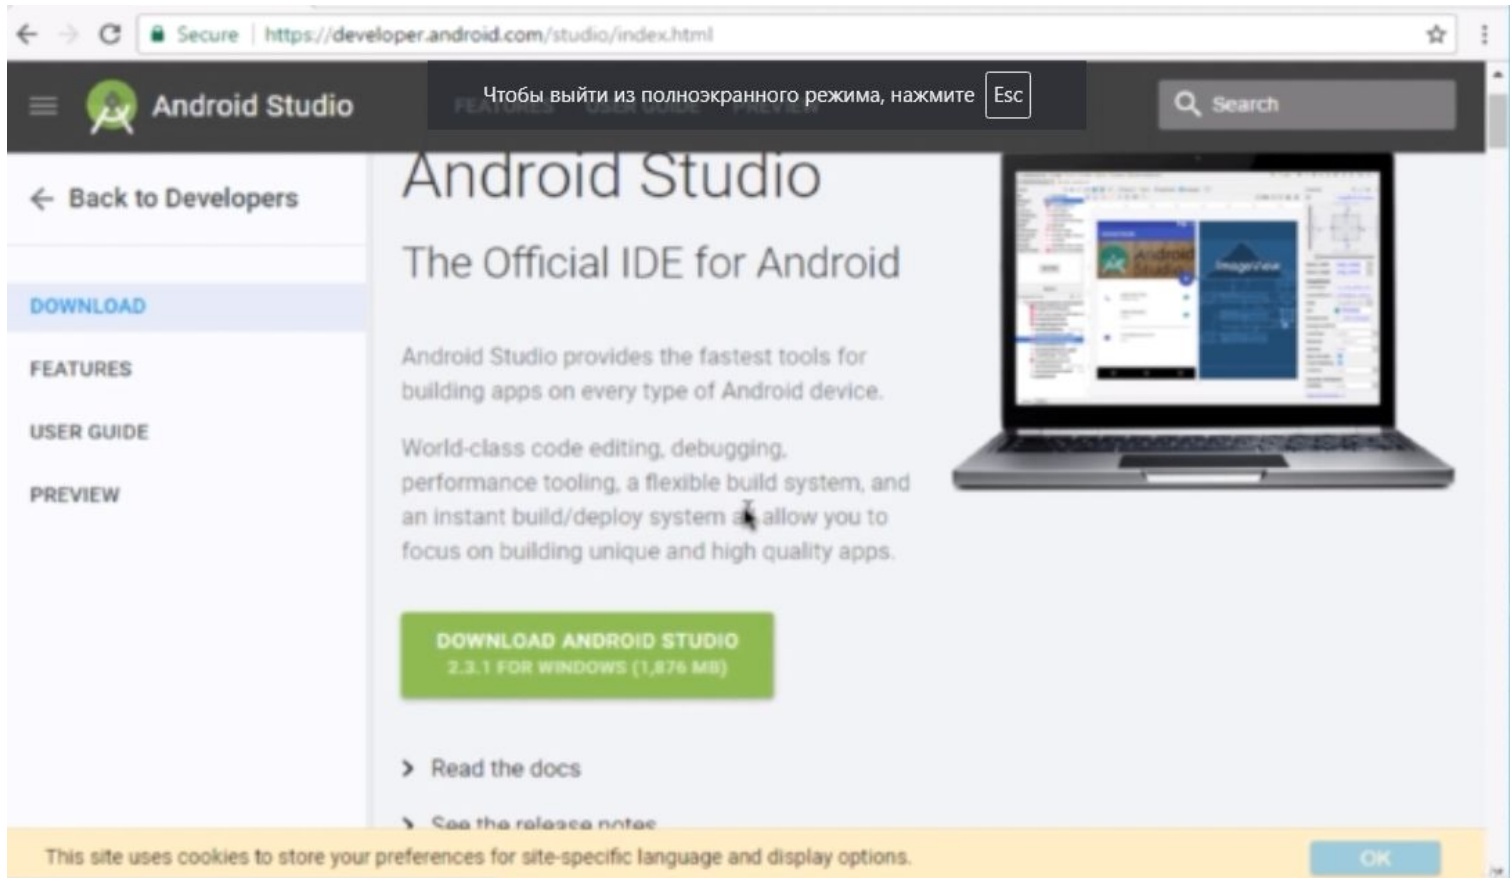 Secure https://developer.android.com/studio/index.html
Android Studio
Чтобы выйти из полноэкранного режима, нажмите Esc
Search
Back to Developers
DOWNLOAD
FEATURES
USER GUIDE
PREVIEW
Android Studio
The Official IDE for Android
Android Studio provides the fastest tools for
building apps on every type of Android device.
World-class code editing, debugging,
performance tooling, a flexible build system, and
an instant build/deploy system allow you to
focus on building unique and high quality apps.
DOWNLOAD ANDROID STUDIO
2.3.1 FOR WINDOWS (1,876 MB)
Read the docs
See the release notes
Android
Studio
ImageView
This site uses cookies to store your preferences for site-specific language and display options.
OK